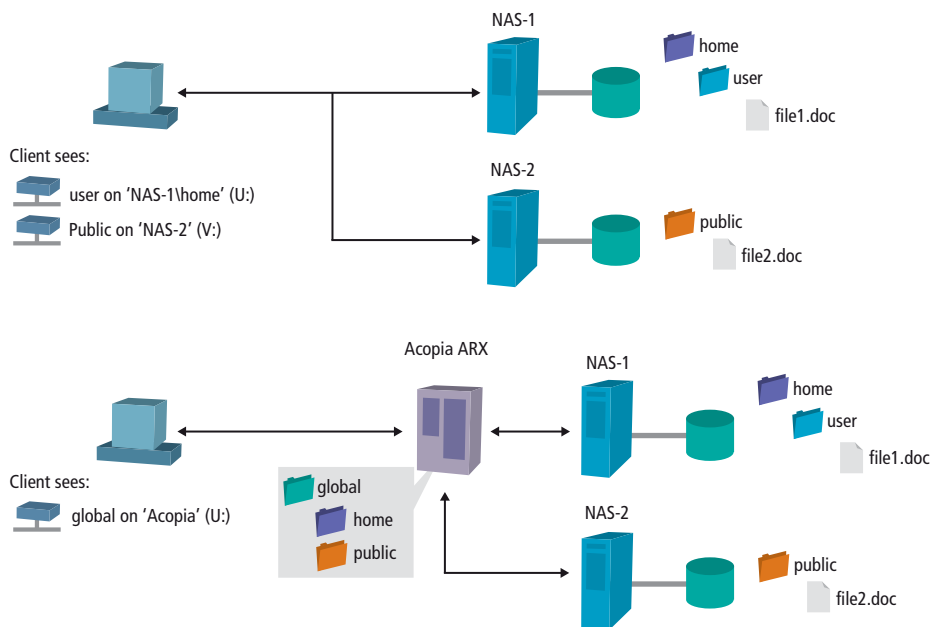 NAS-1
home
user
file1.doc
Client sees:
user on 'NAS-1\home' (U:)
Public on 'NAS-2' (V:)
NAS-2
public
file2.doc
Acopia ARX
NAS-1
home
user
file1.doc
Client sees:
global on 'Acopia' (U:)
global
home
public
NAS-2
public
file2.doc